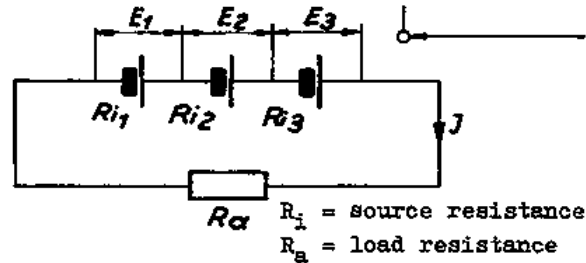 E1 E2 E3
Ri1 Ri2 Ri3 J
Ra
Ri = source resistance
Ra = load resistance